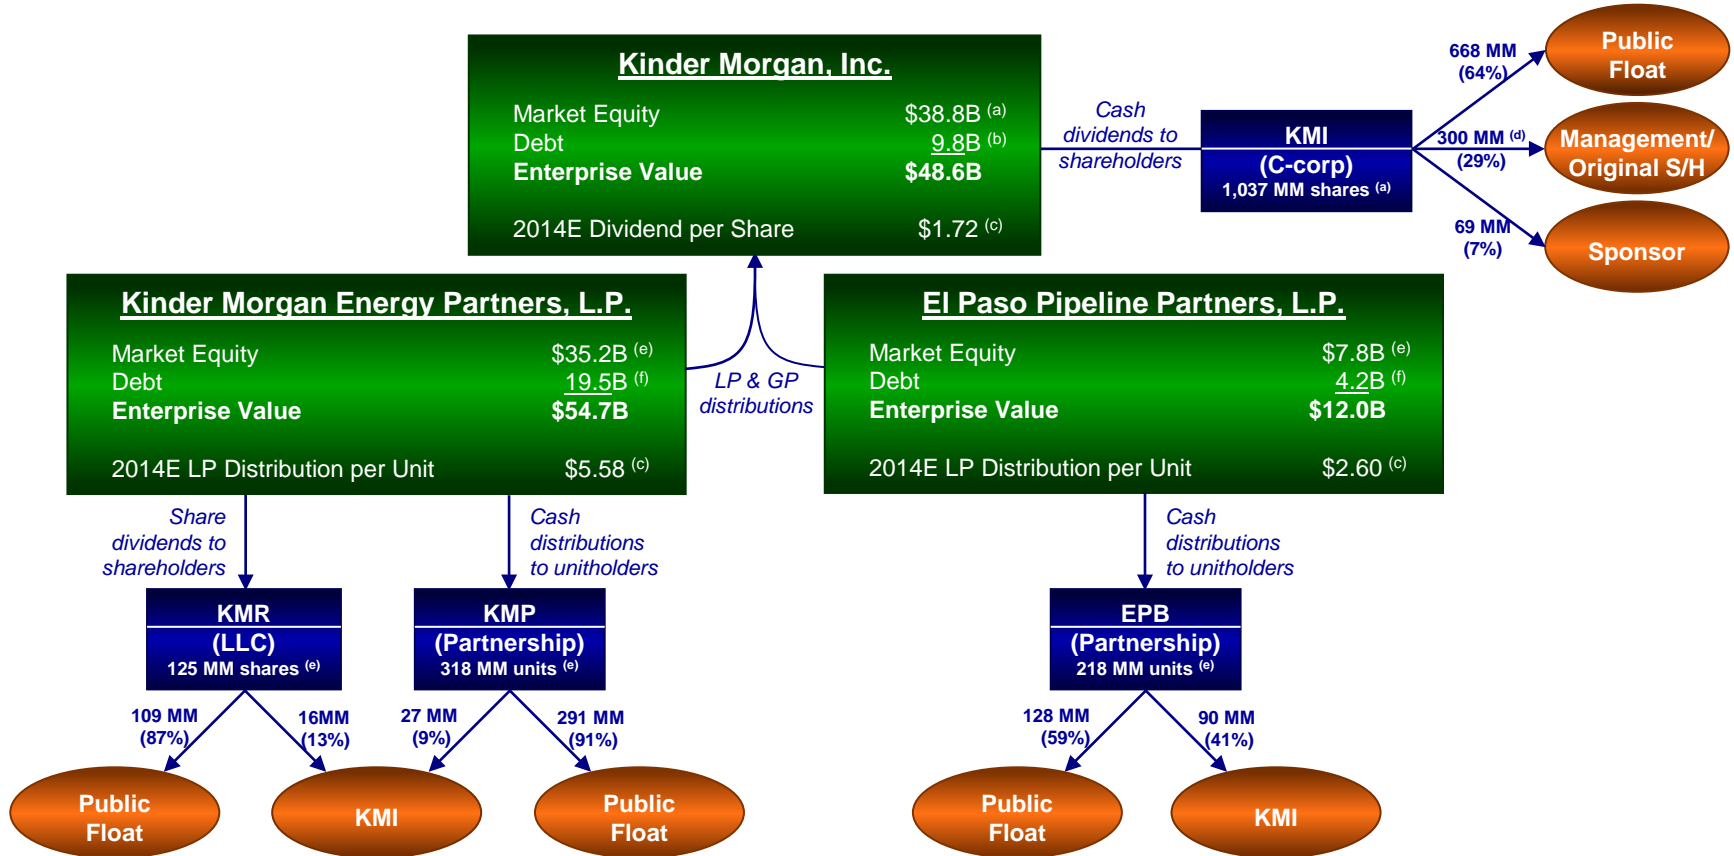 Kinder Morgan, Inc.
Market Equity $38.8B (a)
Debt 9.8B (b)
Enterprise Value $48.6B
2014E Dividend per Share $1.72 (c)
Cash
dividends to
shareholders
KMI
(C-corp)
1,037 MM shares (a)
668 MM
(64%)
Public
Float
300 MM (d)
(29%)
Management/
Original S/H
69 MM
(7%)
Sponsor
Kinder Morgan Energy Partners, L.P.
Market Equity $35.2B (e)
Debt 19.5B (f)
Enterprise Value $54.7B
2014E LP Distribution per Unit $5.58 (c)
LP & GP
distributions
El Paso Pipeline Partners, L.P.
Market Equity $7.8B (e)
Debt 4.2B (f)
Enterprise Value $12.0B
2014E LP Distribution per Unit $2.60 (c)
Share
dividends to
shareholders
Cash
distributions
to unitholders
Cash
distributions
to unitholders
KMR
(LLC)
125 MM shares (e)
KMP
(Partnership)
318 MM units (e)
EPB
(Partnership)
218 MM units (e)
109 MM
(87%)
16MM
(13%)
27 MM
(9%)
291 MM
(91%)
128 MM
(59%)
90 MM
(41%)
Public
Float
KMI
Public
Float
Public
Float
KMI